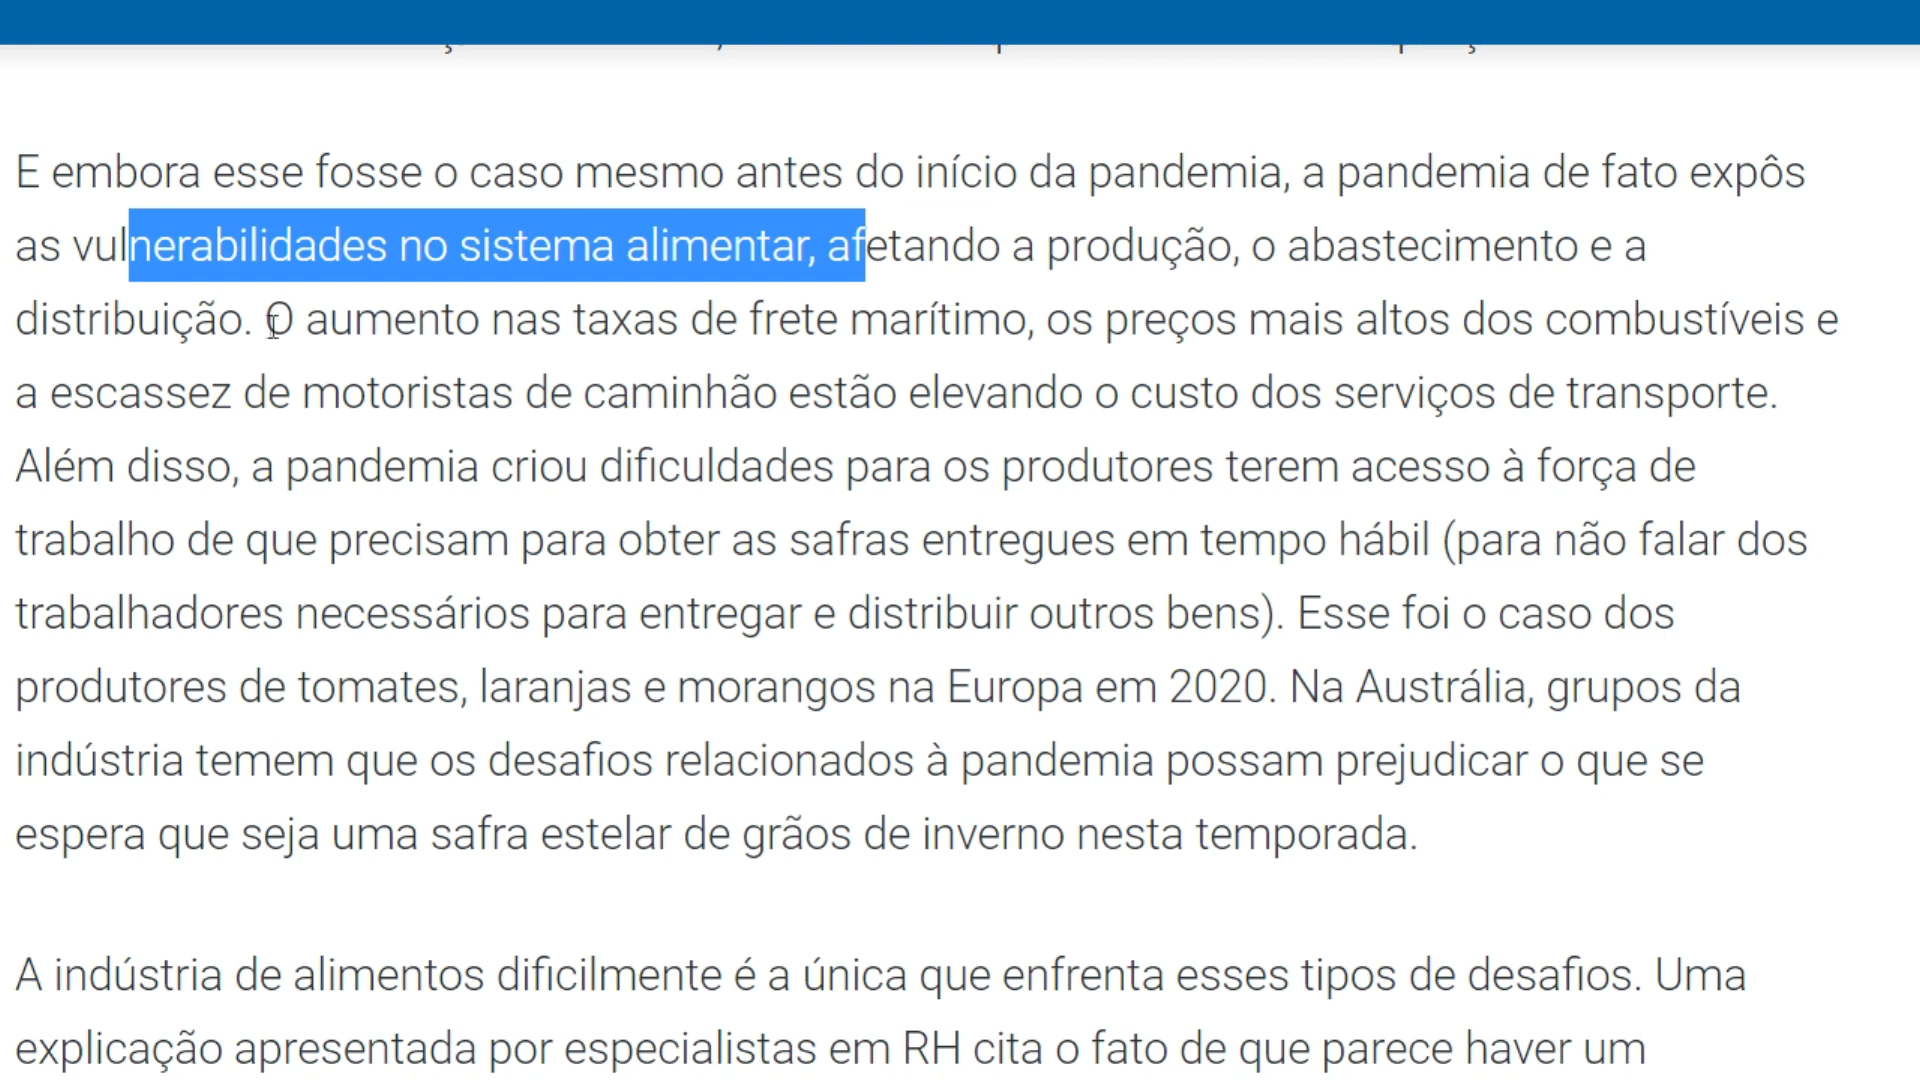 E embora esse fosse o caso mesmo antes do início da pandemia, a pandemia de fato expôs
as vulnerabilidades no sistema alimentar, afetando a produção, o abastecimento e a
distribuição. O aumento nas taxas de frete marítimo, os preços mais altos dos combustíveis e
a escassez de motoristas de caminhão estão elevando o custo dos serviços de transporte.
Além disso, a pandemia criou dificuldades para os produtores terem acesso à força de
trabalho de que precisam para obter as safras entregues em tempo hábil (para não falar dos
trabalhadores necessários para entregar e distribuir outros bens). Esse foi o caso dos
produtores de tomates, laranjas e morangos na Europa em 2020. Na Austrália, grupos da
indústria temem que os desafios relacionados à pandemia possam prejudicar o que se
espera que seja uma safra estelar de grãos de inverno nesta temporada.
A indústria de alimentos dificilmente é a única que enfrenta esses tipos de desafios. Uma
explicação apresentada por especialistas em RH cita o fato de que parece haver um